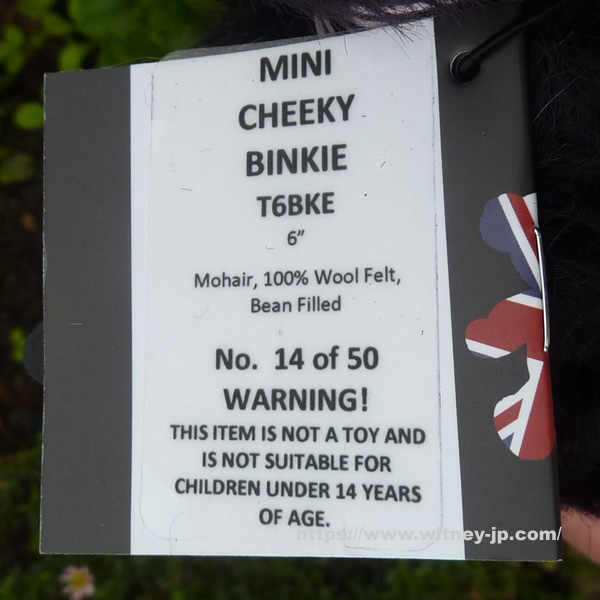 MINI
CHEEKY
BINKIE
T6BKE
6”
Mohair, 100% Wool Felt,
Bean Filled
No. 14 of 50
WARNING!
THIS ITEM IS NOT A TOY AND
IS NOT SUITABLE FOR
CHILDREN UNDER 14 YEARS
OF AGE.
https://www.witney-jp.com/